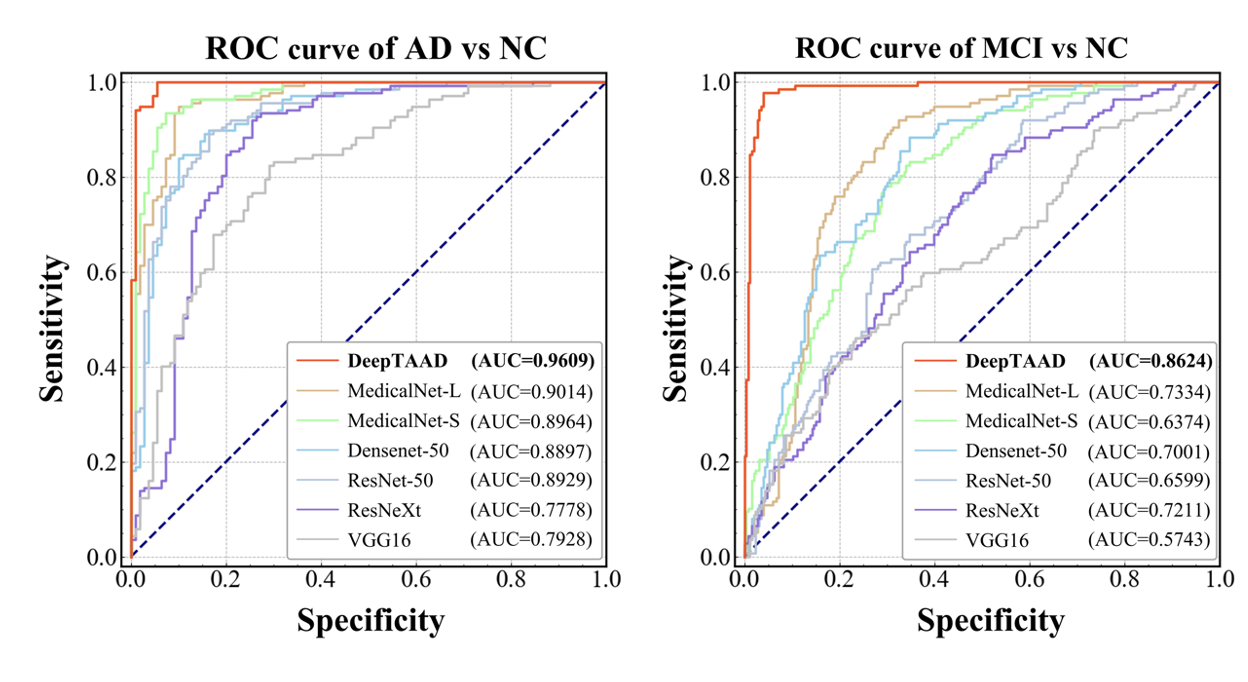 ROC curve of AD vs NC
1.0
0.8
0.6
0.4
0.2
0.0
Sensitivity
DeepTAAD (AUC=0.9609)
MedicalNet-L (AUC=0.9014)
MedicalNet-S (AUC=0.8964)
Densenet-50 (AUC=0.8897)
ResNet-50 (AUC=0.8929)
ResNeXt (AUC=0.7778)
VGG16 (AUC=0.7928)
0.0 0.2 0.4 0.6 0.8 1.0
Specificity
ROC curve of MCI vs NC
1.0
0.8
0.6
0.4
0.2
0.0
Sensitivity
DeepTAAD (AUC=0.8624)
MedicalNet-L (AUC=0.7334)
MedicalNet-S (AUC=0.6374)
Densenet-50 (AUC=0.7001)
ResNet-50 (AUC=0.6599)
ResNeXt (AUC=0.7211)
VGG16 (AUC=0.5743)
0.0 0.2 0.4 0.6 0.8 1.0
Specificity